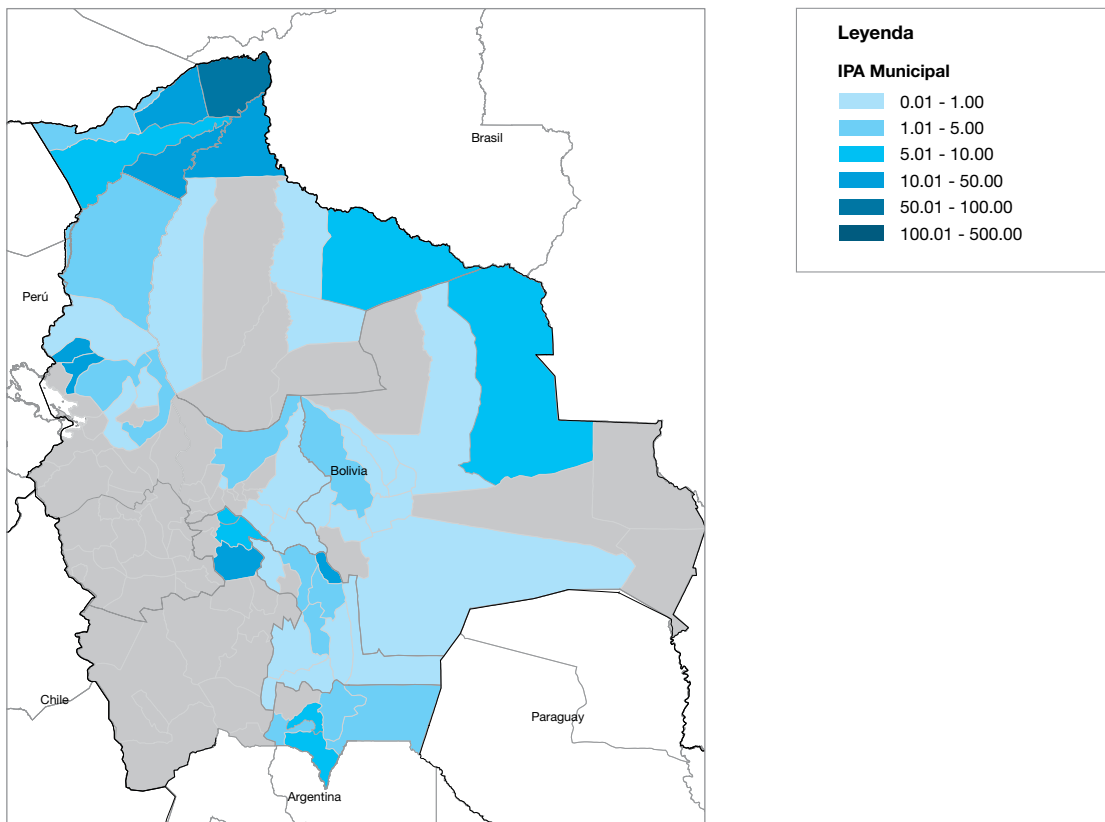 Leyenda
IPA Municipal
0.01 - 1.00
1.01 - 5.00
5.01 - 10.00
10.01 - 50.00
50.01 - 100.00
100.01 - 500.00
Brasil
Perú
Bolivia
Chile
Paraguay
Argentina